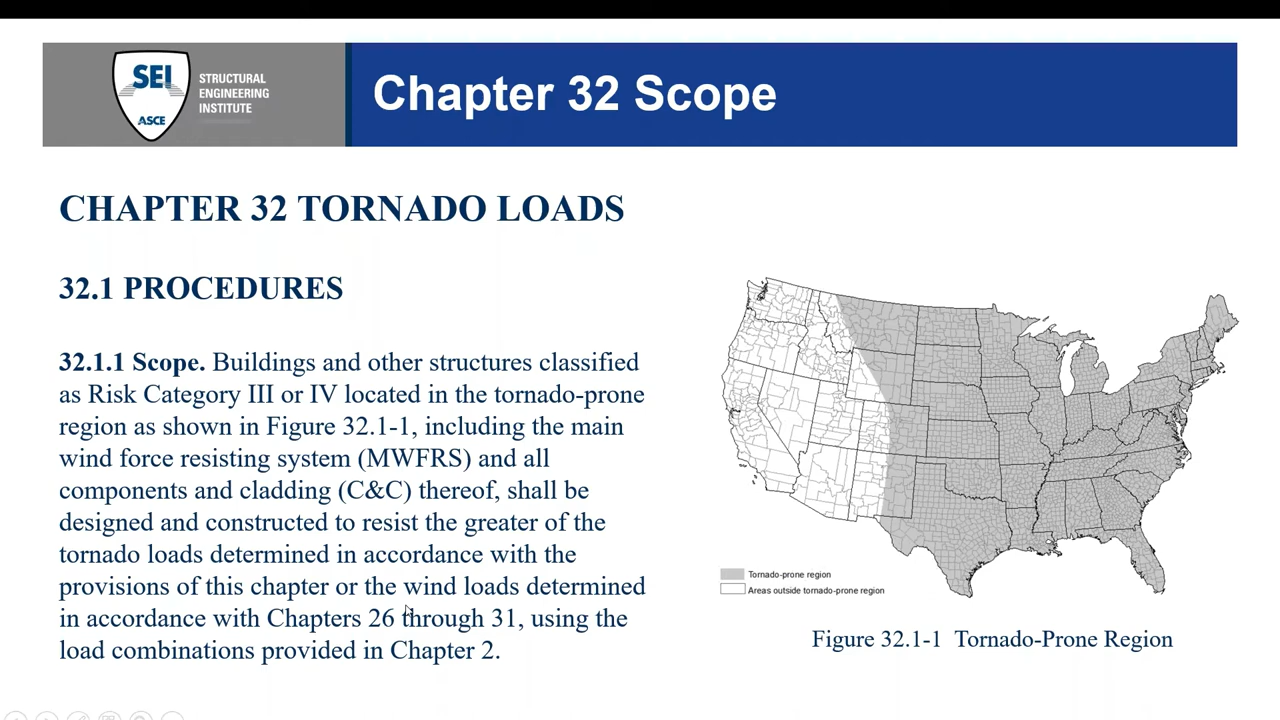 SEI
ASCE
STRUCTURAL
ENGINEERING
INSTITUTE
Chapter 32 Scope
CHAPTER 32 TORNADO LOADS
32.1 PROCEDURES
32.1.1 Scope. Buildings and other structures classified
as Risk Category III or IV located in the tornado-prone
region as shown in Figure 32.1-1, including the main
wind force resisting system (MWFRS) and all
components and cladding (C&C) thereof, shall be
designed and constructed to resist the greater of the
tornado loads determined in accordance with the
provisions of this chapter or the wind loads determined
in accordance with Chapters 26 through 31, using the
load combinations provided in Chapter 2.
Tornado-prone region
Areas outside tornado-prone region
Figure 32.1-1 Tornado-Prone Region